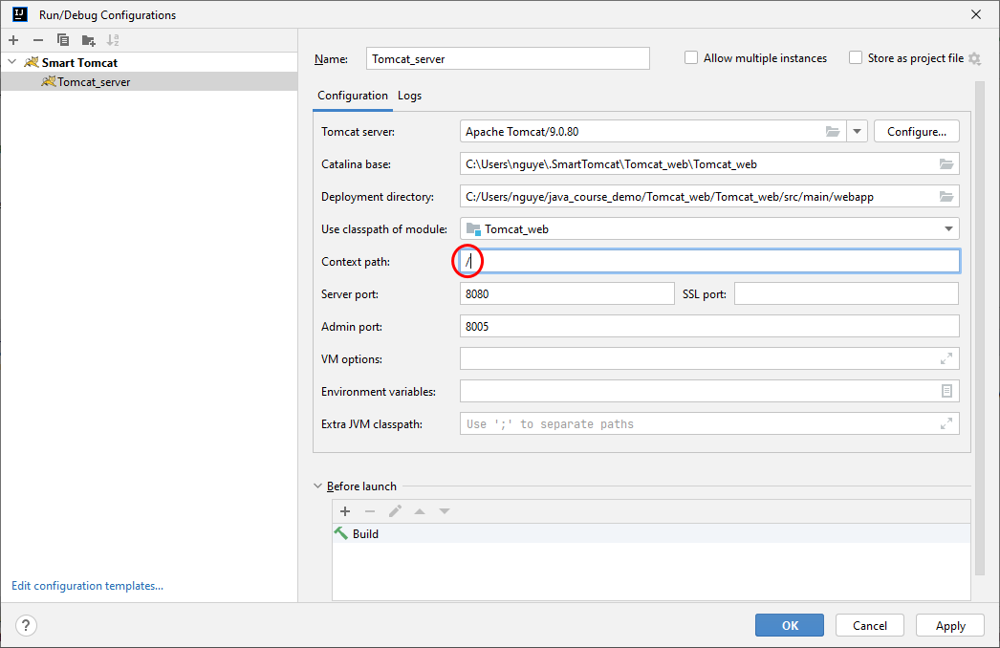 Run/Debug Configurations
Smart Tomcat
Tomcat_server
Edit configuration templates...
Name: Tomcat_server Allow multiple instances Store as project file
Configuration Logs
Tomcat server: Apache Tomcat/9.0.80 Configure...
Catalina base: C:\Users\nguye\.SmartTomcat\Tomcat_web\Tomcat_web
Deployment directory: C:/Users/nguye/java_course_demo/Tomcat_web/Tomcat_web/src/main/webapp
Use classpath of module: Tomcat_web
Context path: /
Server port: 8080 SSL port:
Admin port: 8005
VM options:
Environment variables:
Extra JVM classpath: Use ';' to separate paths
Before launch
Build
? OK Cancel Apply